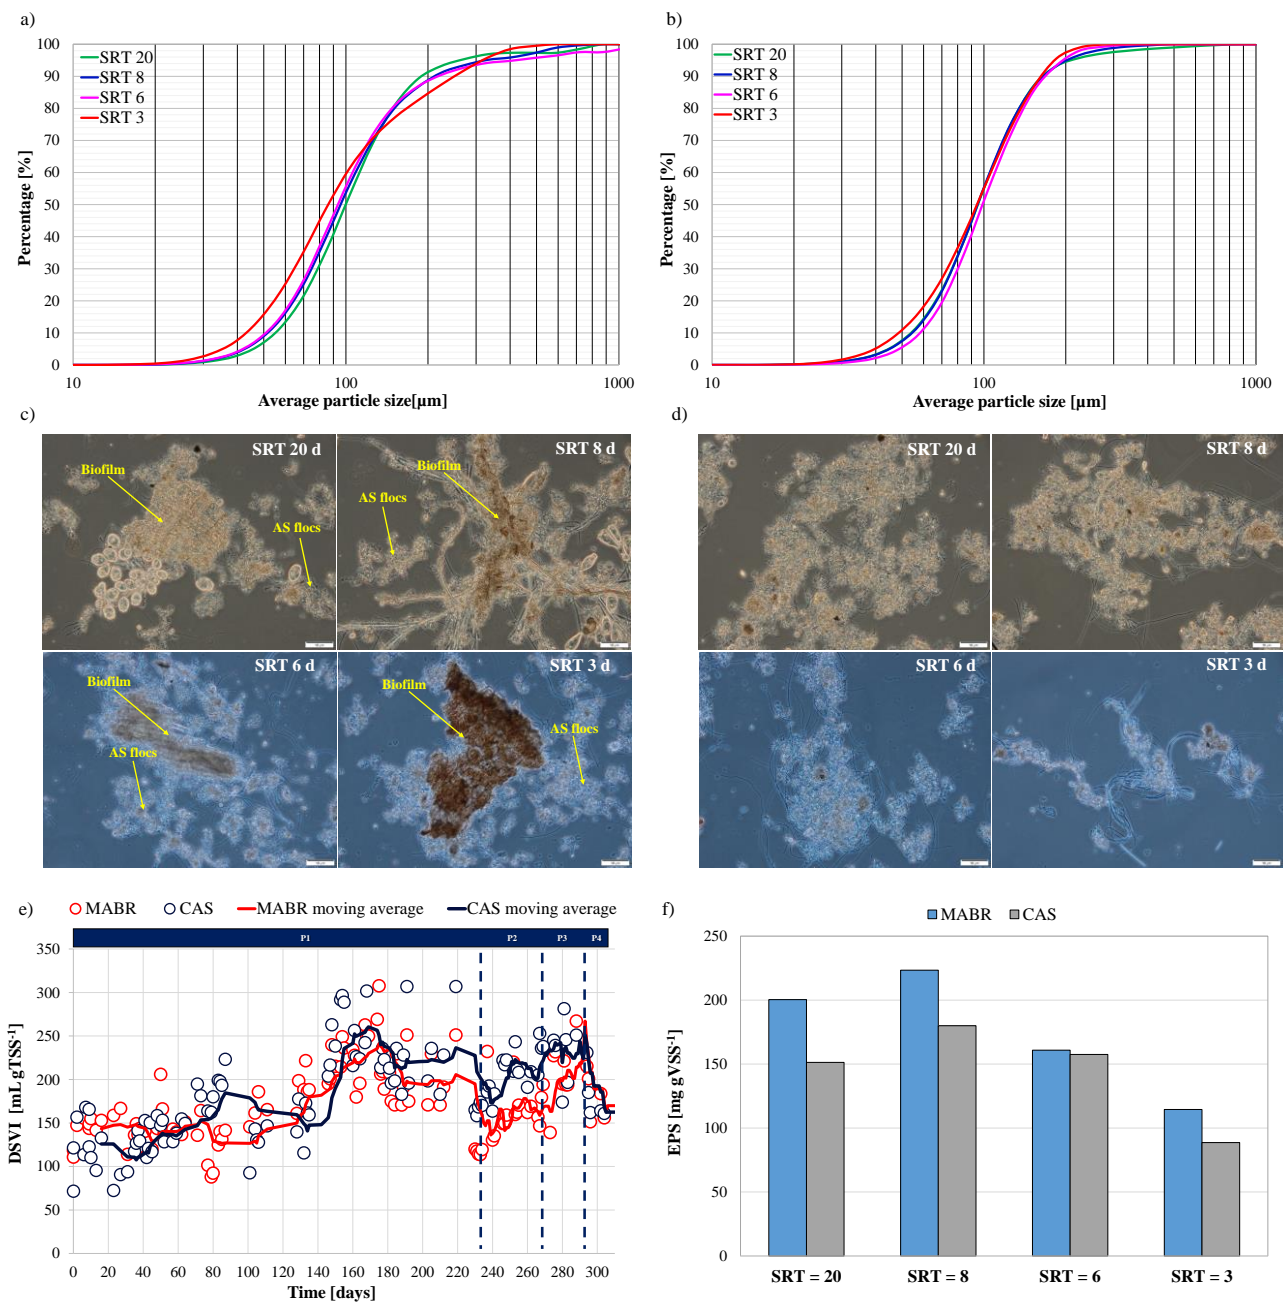 a)
100
90
80
70
60
50
40
30
20
10
0
Percentage [%]
SRT 20
SRT 8
SRT 6
SRT 3
10
100
1000
Average particle size[µm]
b)
100
90
80
70
60
50
40
30
20
10
0
Percentage [%]
SRT 20
SRT 8
SRT 6
SRT 3
10
100
1000
Average particle size [µm]
c)
SRT 20 d
Biofilm
AS flocs
SRT 8 d
Biofilm
AS flocs
SRT 6 d
Biofilm
AS flocs
SRT 3 d
Biofilm
AS flocs
d)
SRT 20 d
SRT 8 d
SRT 6 d
SRT 3 d
e)
MABR
CAS
MABR moving average
CAS moving average
P1
P2
P3
P4
350
300
250
200
150
100
50
0
DSVI [mL gTSS⁻¹]
0 20 40 60 80 100 120 140 160 180 200 220 240 260 280 300
Time [days]
f)
MABR
CAS
250
200
150
100
50
0
EPS [mg gVSS⁻¹]
SRT = 20
SRT = 8
SRT = 6
SRT = 3